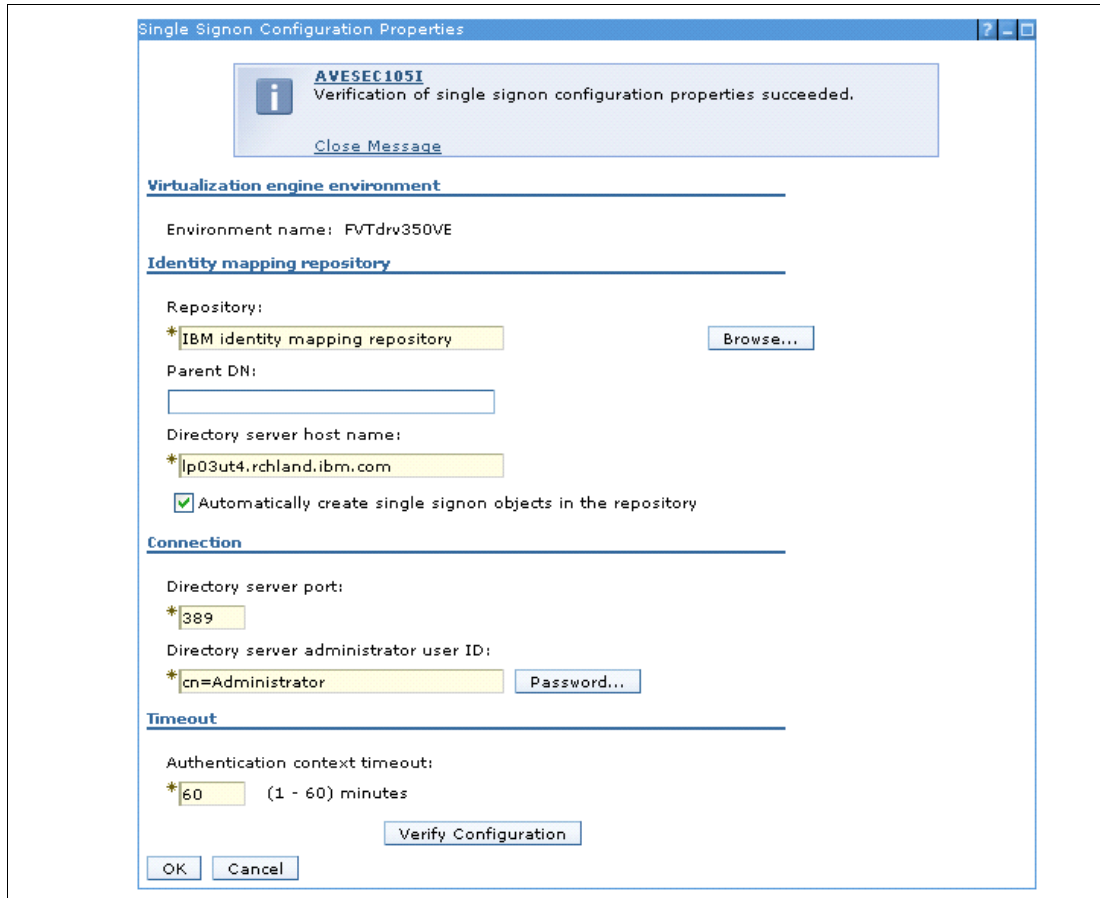 Single Signon Configuration Properties
?
AVESEC105I
Verification of single signon configuration properties succeeded.
Close Message
Virtualization engine environment
Environment name: FVTdrv350VE
Identity mapping repository
Repository:
*IBM identity mapping repository
Browse...
Parent DN:
Directory server host name:
*lp03ut4.rchland.ibm.com
Automatically create single signon objects in the repository
Connection
Directory server port:
*389
Directory server administrator user ID:
*cn=Administrator Password...
Timeout
Authentication context timeout:
*60 (1 - 60) minutes
Verify Configuration
OK Cancel